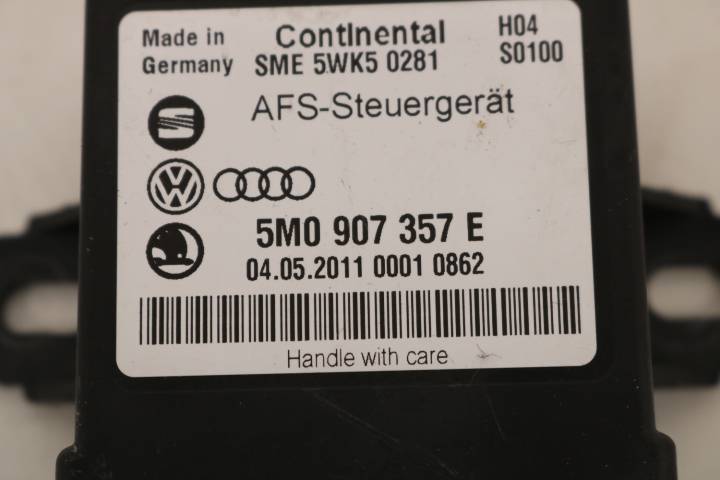 Made in Germany
Continental
SME 5WK5 0281
H04
S0100
AFS-Steuergerät
5M0 907 357 E
04.05.2011 0001 0862
Handle with care